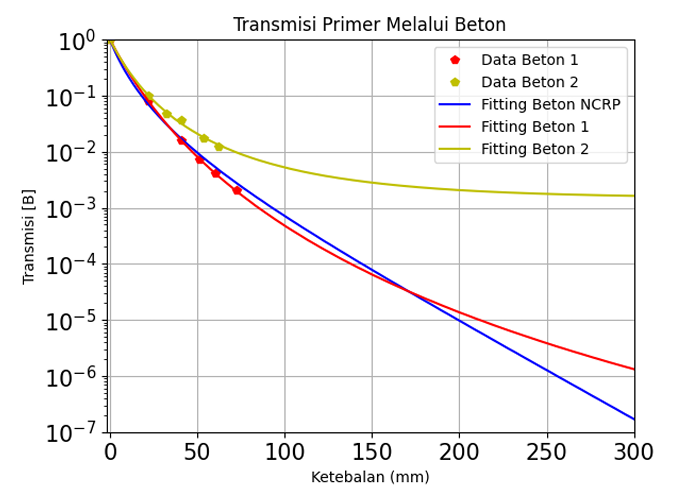 Transmisi Primer Melalui Beton
Data Beton 1
Data Beton 2
Fitting Beton NCRP
Fitting Beton 1
Fitting Beton 2
Transmisi [B]
10⁰
10⁻¹
10⁻²
10⁻³
10⁻⁴
10⁻⁵
10⁻⁶
10⁻⁷
0 50 100 150 200 250 300
Ketebalan (mm)